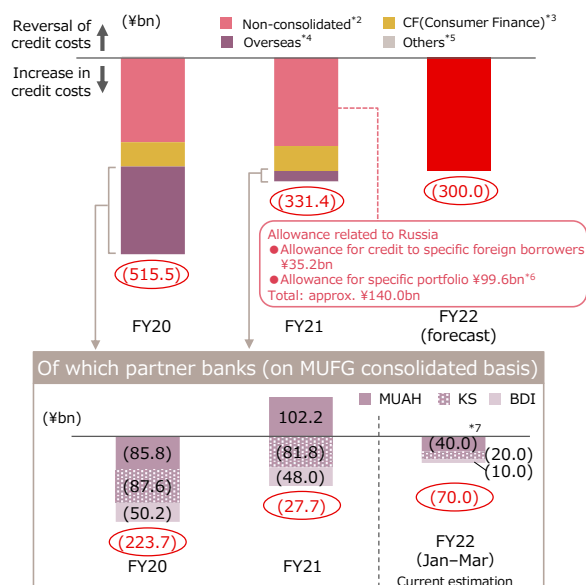 Reversal of
credit costs
(¥bn)
Non-consolidated*2
CF(Consumer Finance)*3
Overseas*4
Others*5
Increase in
credit costs
(515.5)
(331.4)
(300.0)
Allowance related to Russia
●Allowance for credit to specific foreign borrowers
¥35.2bn
●Allowance for specific portfolio ¥99.6bn*6
Total: approx. ¥140.0bn
FY20
FY21
FY22
(forecast)
Of which partner banks (on MUFG consolidated basis)
(¥bn)
MUAH
KS
BDI
102.2
*7
(85.8)
(87.6)
(50.2)
(223.7)
(81.8)
(48.0)
(27.7)
(40.0)
(20.0)
(10.0)
(70.0)
FY20
FY21
FY22
(Jan–Mar)
Current estimation